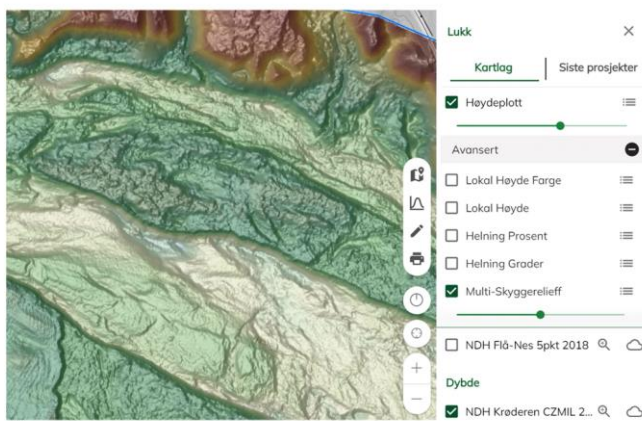 Lukk
Kartlag
Siste prosjekter
Høydeplott
Avansert
Lokal Høyde Farge
Lokal Høyde
Helning Prosent
Helning Grader
Multi-Skyggerelieff
NDH Flå-Nes 5pkt 2018
Dybde
NDH Krøderen CZMIL 2...